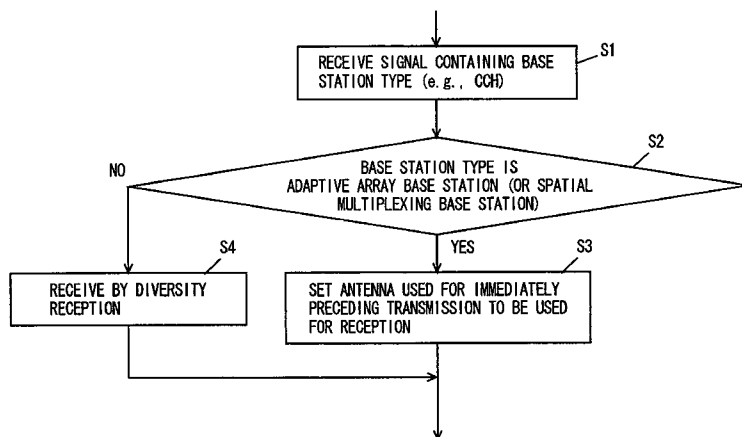 S1
RECEIVE SIGNAL CONTAINING BASE
STATION TYPE (e.g., CCH)
S2
NO
BASE STATION TYPE IS
ADAPTIVE ARRAY BASE STATION (OR SPATIAL
MULTIPLEXING BASE STATION)
YES
S4
S3
RECEIVE BY DIVERSITY
RECEPTION
SET ANTENNA USED FOR IMMEDIATELY
PRECEDING TRANSMISSION TO BE USED
FOR RECEPTION